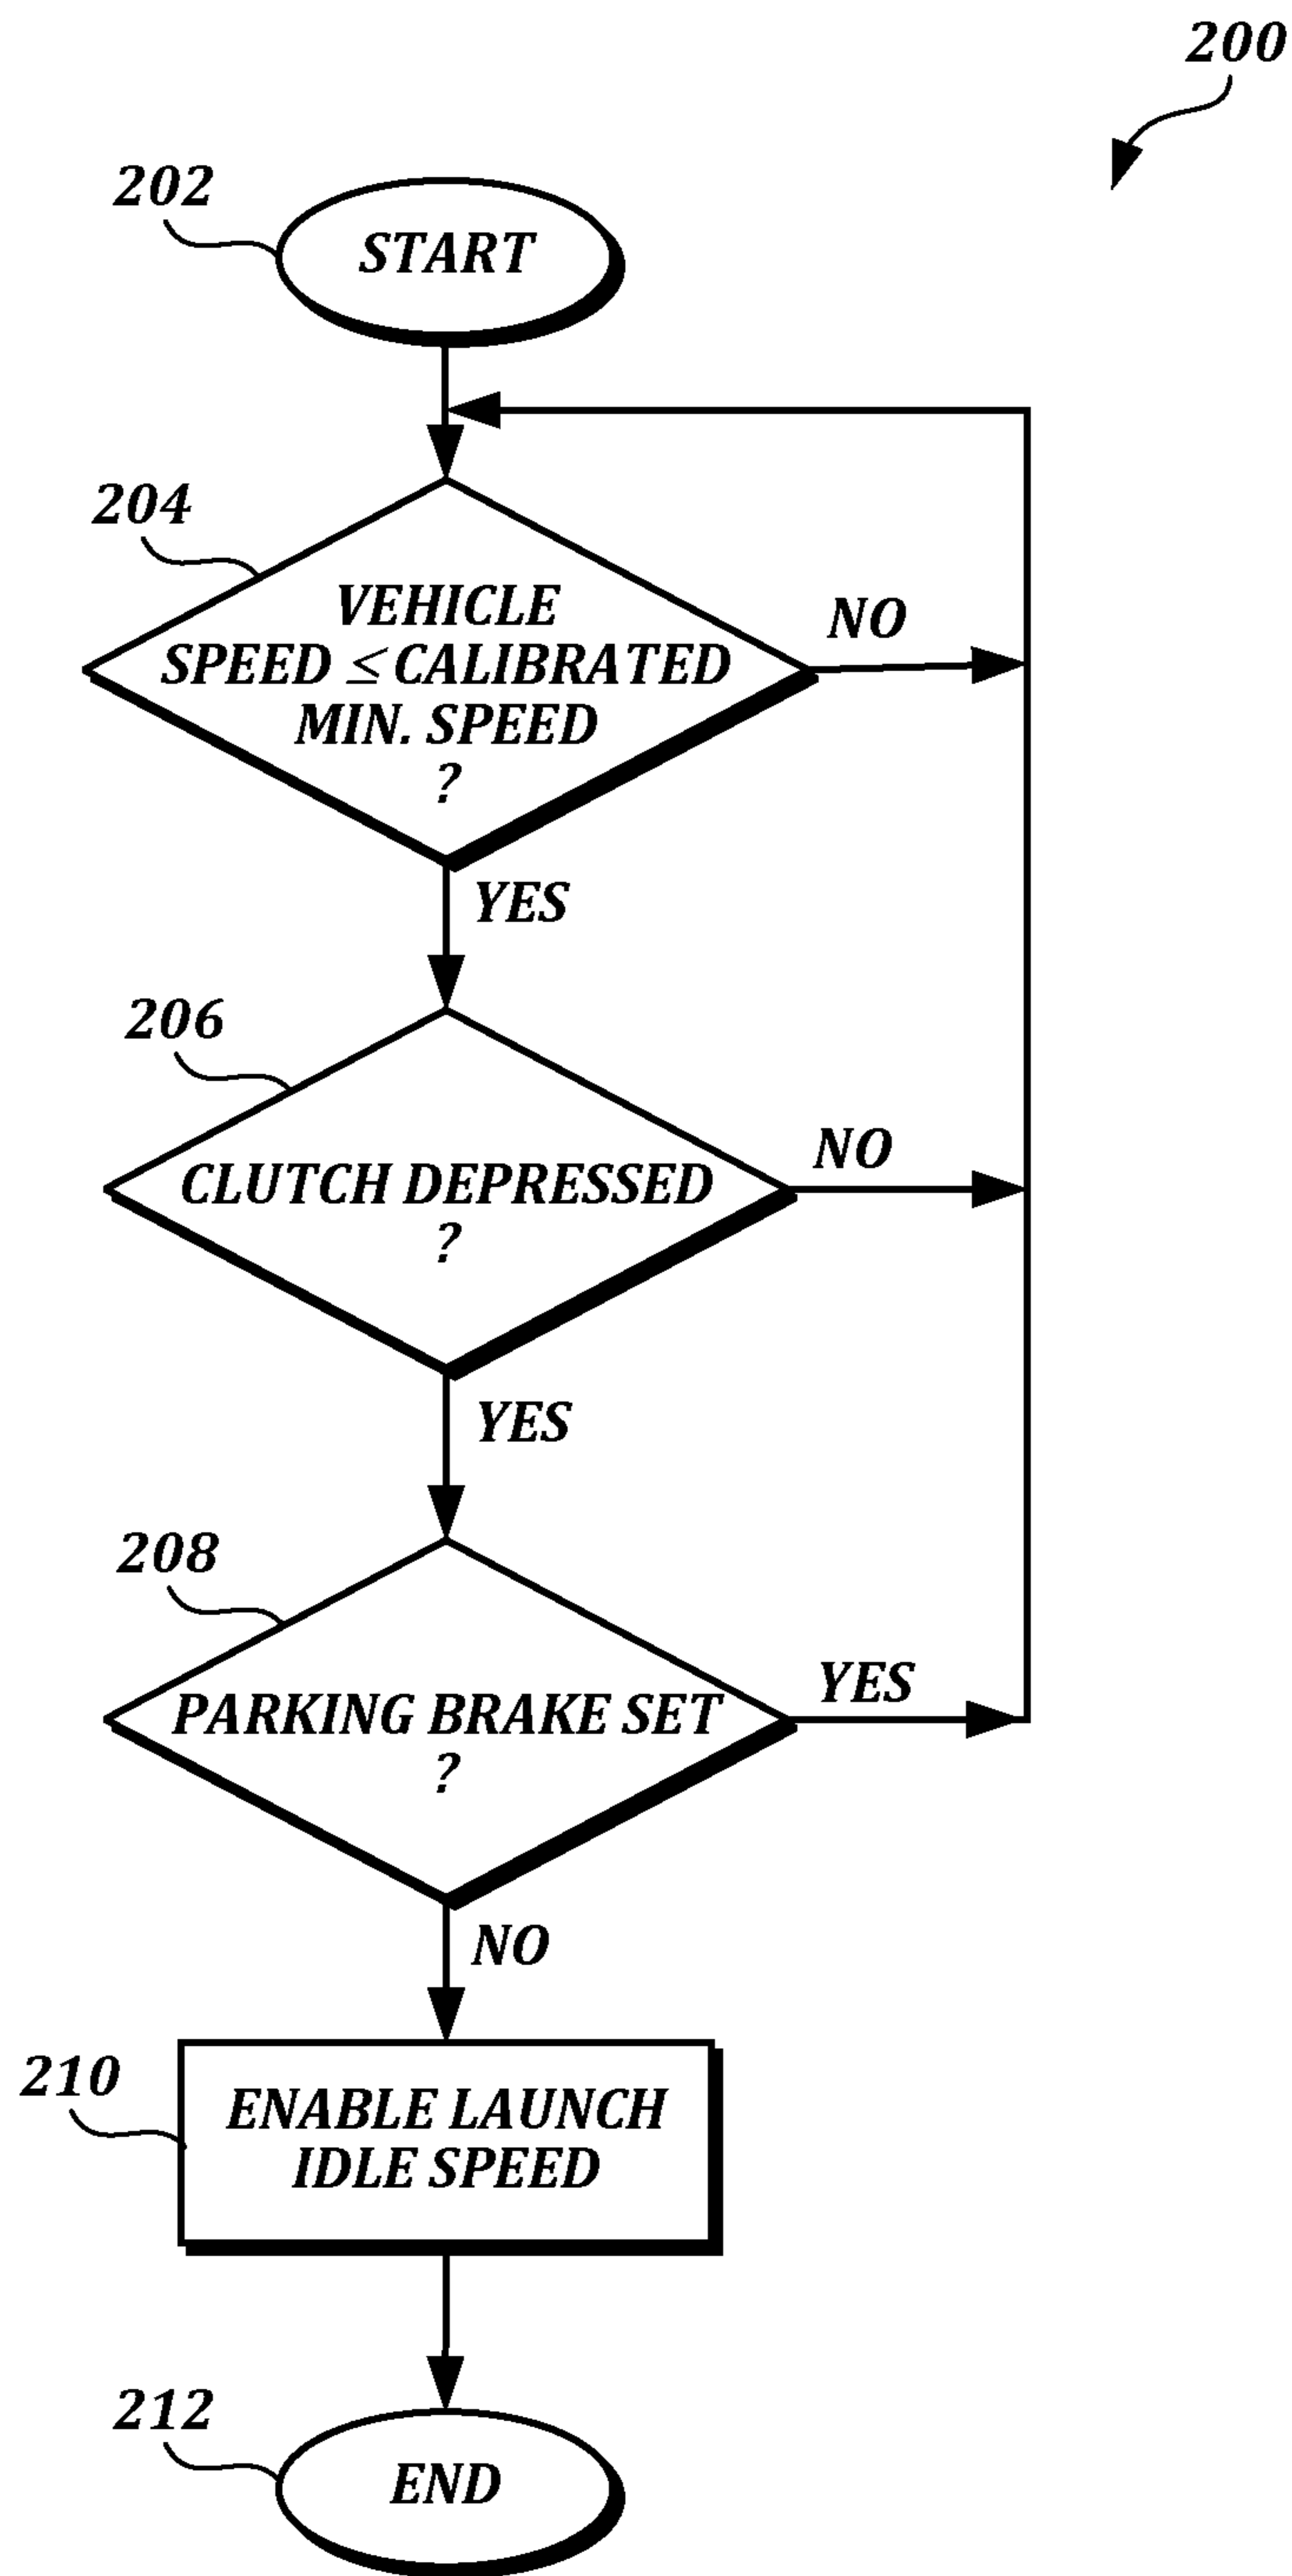 200
202
START
204
VEHICLE
SPEED ≤ CALIBRATED
MIN. SPEED
?
NO
YES
206
CLUTCH DEPRESSED
?
NO
YES
208
PARKING BRAKE SET
?
YES
NO
210
ENABLE LAUNCH
IDLE SPEED
212
END